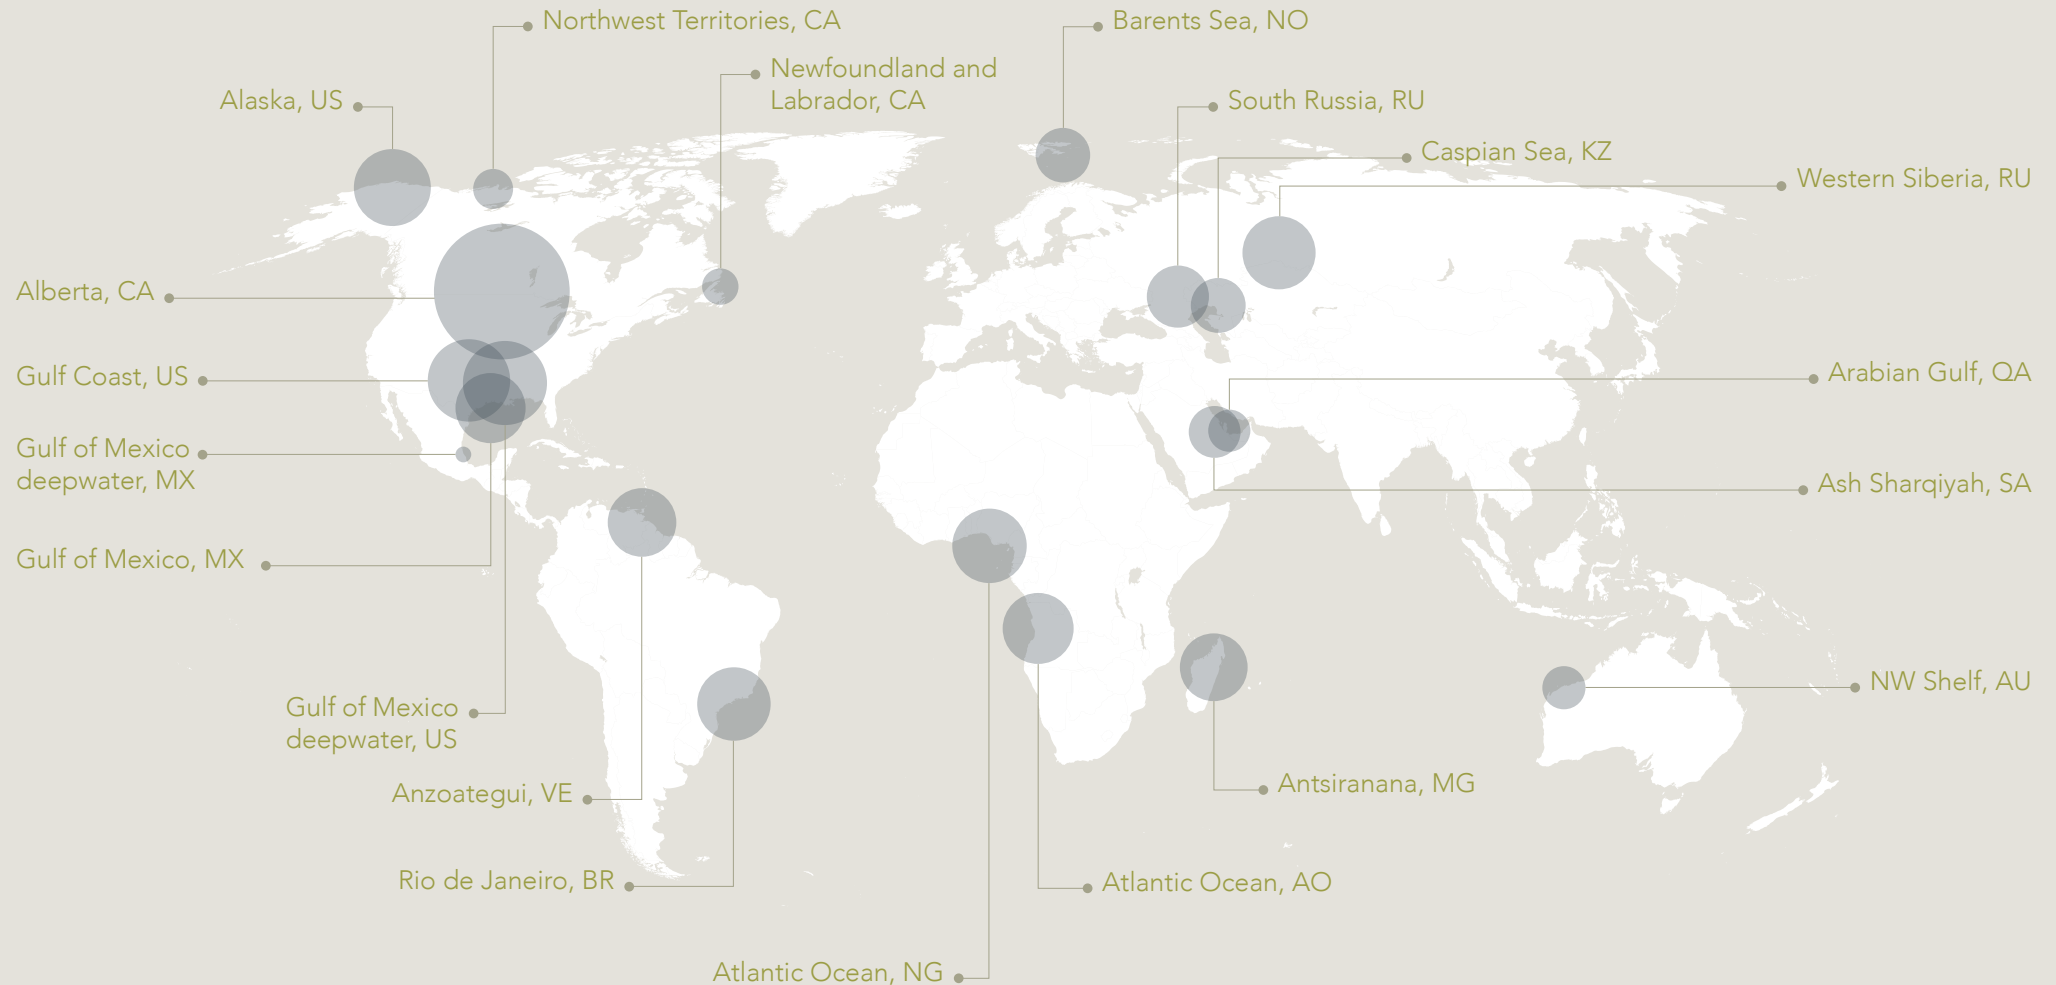 Northwest Territories, CA
Barents Sea, NO
Newfoundland and
Labrador, CA
Alaska, US
South Russia, RU
Caspian Sea, KZ
Western Siberia, RU
Alberta, CA
Gulf Coast, US
Arabian Gulf, QA
Gulf of Mexico
deepwater, MX
Ash Sharqiyah, SA
Gulf of Mexico, MX
NW Shelf, AU
Gulf of Mexico
deepwater, US
Anzoategui, VE
Antsiranana, MG
Rio de Janeiro, BR
Atlantic Ocean, AO
Atlantic Ocean, NG